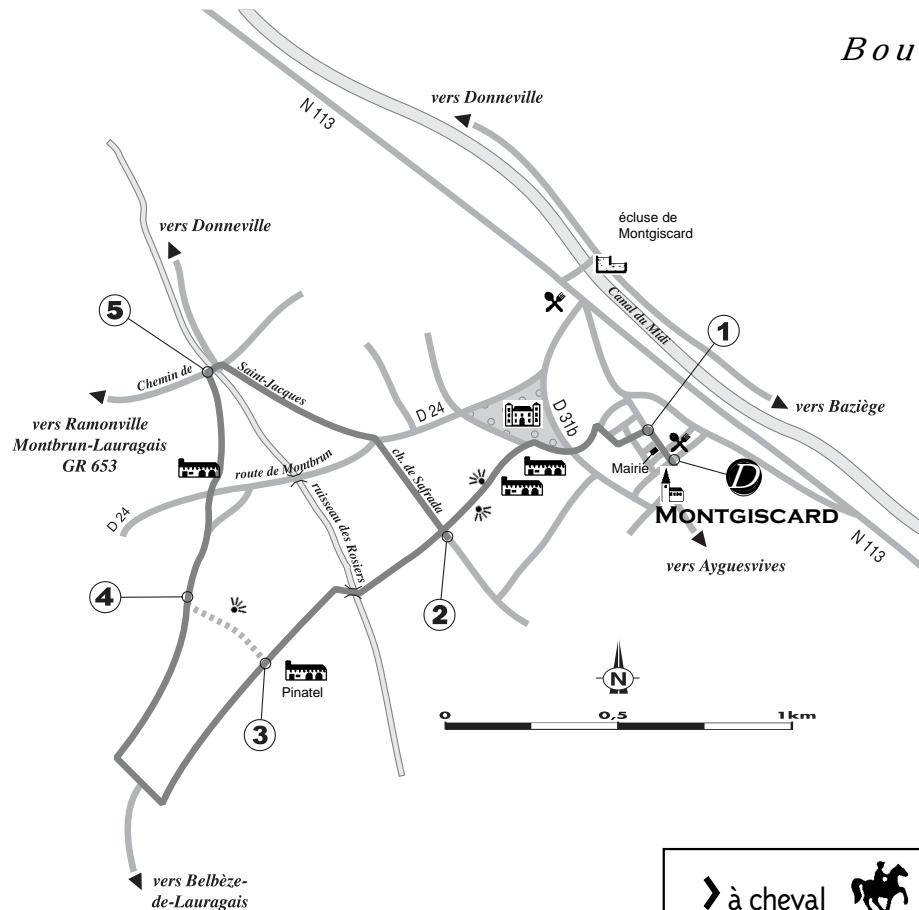 Bou
vers Donneville
N 113
écluse de
Montgiscard
vers Donneville
Canal du Midi
5
1
Chemin de
Saint-Jacques
D 24
D 31b
vers Baziège
vers Ramonville
Montbrun-Lauragais
GR 653
route de Montbrun
ch. de Safrada
Mairie
D
MONTGISCARD
D 24
ruisseau des Rosiers
N 113
vers Ayguesvives
4
2
N
Pinatel
3
0
0,5
1km
vers Belbèze-
de-Lauragais
à cheval